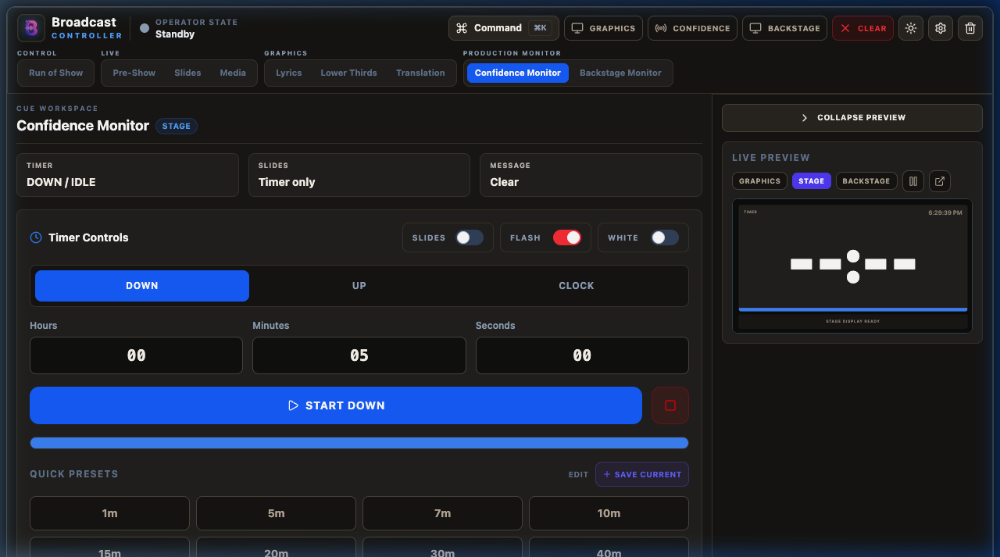 B
Broadcast
CONTROLLER
OPERATOR STATE
Standby
Command ⌘K
GRAPHICS
CONFIDENCE
BACKSTAGE
CLEAR
CONTROL
LIVE
GRAPHICS
PRODUCTION MONITOR
Run of Show
Pre-Show Slides Media
Lyrics Lower Thirds Translation
Confidence Monitor Backstage Monitor
CUE WORKSPACE
Confidence Monitor STAGE
TIMER
DOWN / IDLE
SLIDES
Timer only
MESSAGE
Clear
Timer Controls
SLIDES
FLASH
WHITE
DOWN UP CLOCK
Hours Minutes Seconds
00 05 00
START DOWN
QUICK PRESETS
EDIT
+ SAVE CURRENT
1m 5m 7m 10m
15m 20m 30m 40m
COLLAPSE PREVIEW
LIVE PREVIEW
GRAPHICS STAGE BACKSTAGE
TIMER 6:29:39 PM
--:--
STAGE DISPLAY READY